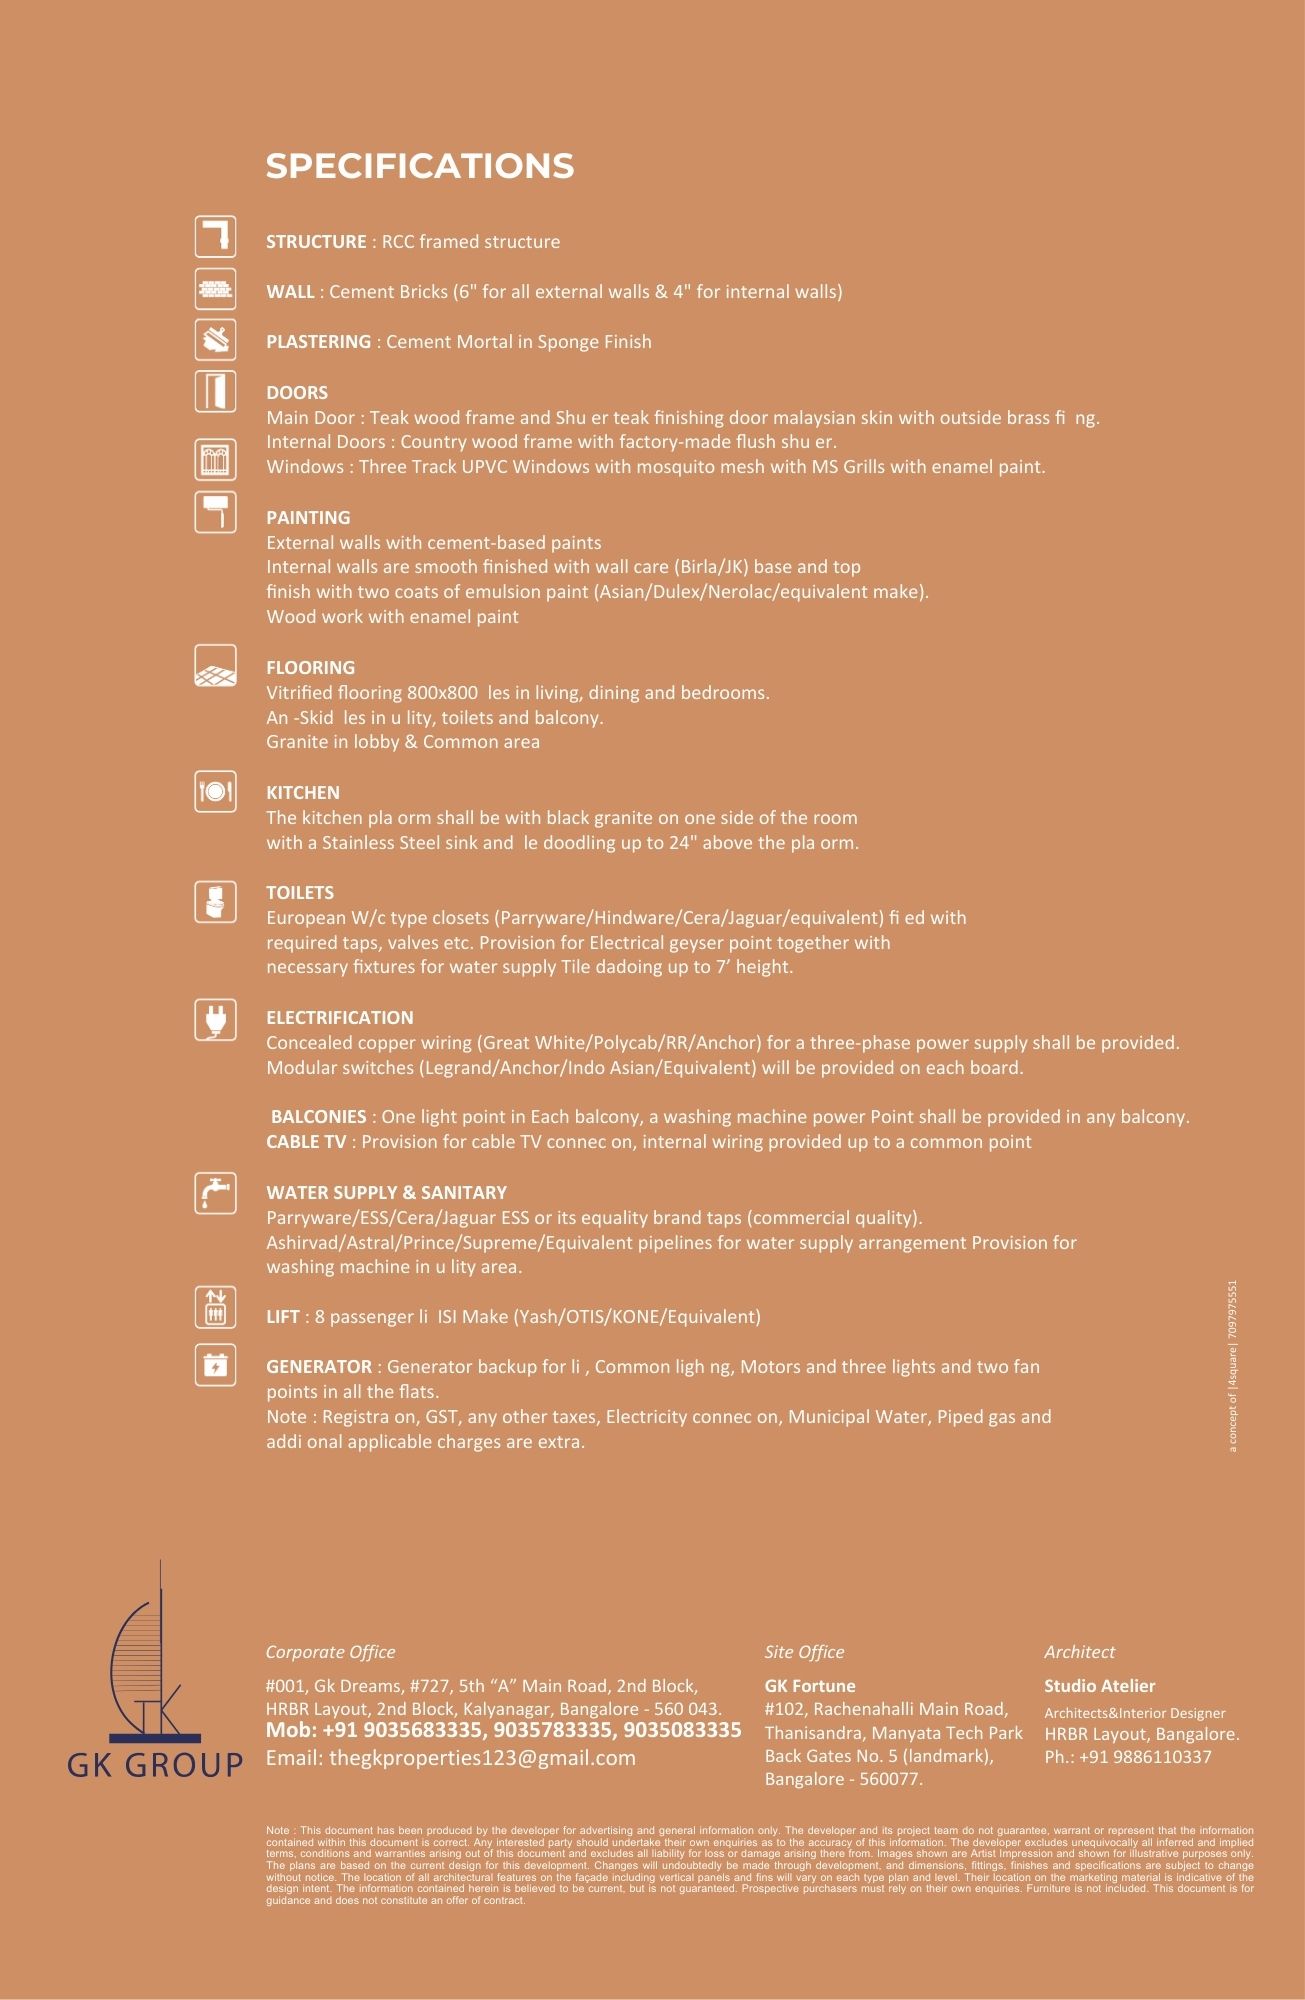 SPECIFICATIONS
STRUCTURE : RCC framed structure
WALL : Cement Bricks (6" for all external walls & 4" for internal walls)
PLASTERING : Cement Mortal in Sponge Finish
DOORS
Main Door : Teak wood frame and Shu er teak finishing door malaysian skin with outside brass fi ng.
Internal Doors : Country wood frame with factory-made flush shu er.
Windows : Three Track UPVC Windows with mosquito mesh with MS Grills with enamel paint.
PAINTING
External walls with cement-based paints
Internal walls are smooth finished with wall care (Birla/JK) base and top
finish with two coats of emulsion paint (Asian/Dulex/Nerolac/equivalent make).
Wood work with enamel paint
FLOORING
Vitrified flooring 800x800 les in living, dining and bedrooms.
An -Skid les in u lity, toilets and balcony.
Granite in lobby & Common area
KITCHEN
The kitchen pla orm shall be with black granite on one side of the room
with a Stainless Steel sink and le doodling up to 24" above the pla orm.
TOILETS
European W/c type closets (Parryware/Hindware/Cera/Jaguar/equivalent) fi ed with
required taps, valves etc. Provision for Electrical geyser point together with
necessary fixtures for water supply Tile dadoing up to 7’ height.
ELECTRIFICATION
Concealed copper wiring (Great White/Polycab/RR/Anchor) for a three-phase power supply shall be provided.
Modular switches (Legrand/Anchor/Indo Asian/Equivalent) will be provided on each board.
BALCONIES : One light point in Each balcony, a washing machine power Point shall be provided in any balcony.
CABLE TV : Provision for cable TV connec on, internal wiring provided up to a common point
WATER SUPPLY & SANITARY
Parryware/ESS/Cera/Jaguar ESS or its equality brand taps (commercial quality).
Ashirvad/Astral/Prince/Supreme/Equivalent pipelines for water supply arrangement Provision for
washing machine in u lity area.
LIFT : 8 passenger li ISI Make (Yash/OTIS/KONE/Equivalent)
GENERATOR : Generator backup for li , Common ligh ng, Motors and three lights and two fan
points in all the flats.
Note : Registra on, GST, any other taxes, Electricity connec on, Municipal Water, Piped gas and
addi onal applicable charges are extra.
a concept of |4square| 7097975551
GK GROUP
Corporate Office
#001, Gk Dreams, #727, 5th “A” Main Road, 2nd Block,
HRBR Layout, 2nd Block, Kalyanagar, Bangalore - 560 043.
Mob: +91 9035683335, 9035783335, 9035083335
Email: thegkproperties123@gmail.com
Site Office
GK Fortune
#102, Rachenahalli Main Road,
Thanisandra, Manyata Tech Park
Back Gates No. 5 (landmark),
Bangalore - 560077.
Architect
Studio Atelier
Architects&Interior Designer
HRBR Layout, Bangalore.
Ph.: +91 9886110337
Note : This document has been produced by the developer for advertising and general information only. The developer and its project team do not guarantee, warrant or represent that the information
contained within this document is correct. Any interested party should undertake their own enquiries as to the accuracy of this information. The developer excludes unequivocally all inferred and implied
terms, conditions and warranties arising out of this document and excludes all liability for loss or damage arising there from. Images shown are Artist Impression and shown for illustrative purposes only.
The plans are based on the current design for this development. Changes will undoubtedly be made through development, and dimensions, fittings, finishes and specifications are subject to change
without notice. The location of all architectural features on the façade including vertical panels and fins will vary on each type plan and level. Their location on the marketing material is indicative of the
design intent. The information contained herein is believed to be current, but is not guaranteed. Prospective purchasers must rely on their own enquiries. Furniture is not included. This document is for
guidance and does not constitute an offer of contract.